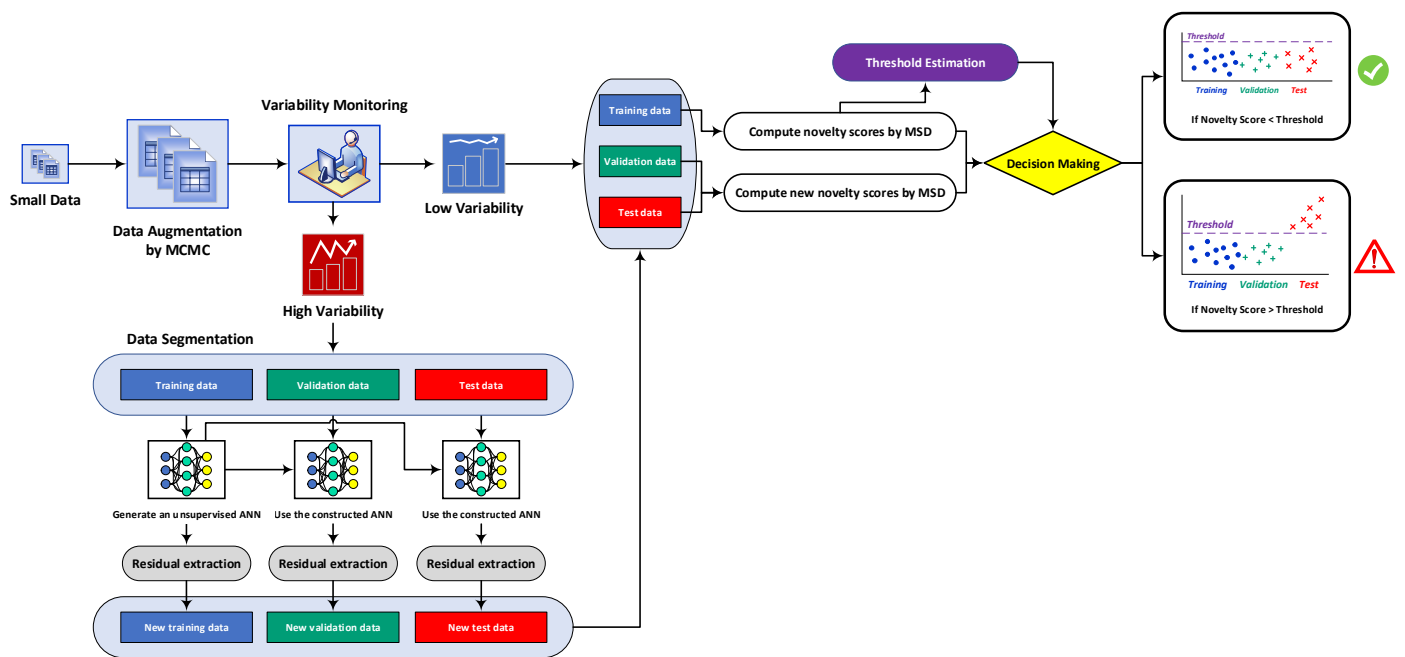 Small Data
Data Augmentation
by MCMC
Variability Monitoring
Low Variability
High Variability
Data Segmentation
Training data
Validation data
Test data
Generate an unsupervised ANN
Use the constructed ANN
Use the constructed ANN
Residual extraction
Residual extraction
Residual extraction
New training data
New validation data
New test data
Training data
Validation data
Test data
Compute novelty scores by MSD
Compute new novelty scores by MSD
Threshold Estimation
Decision Making
Threshold
Training
Validation
Test
If Novelty Score < Threshold
Threshold
Training
Validation
Test
If Novelty Score > Threshold